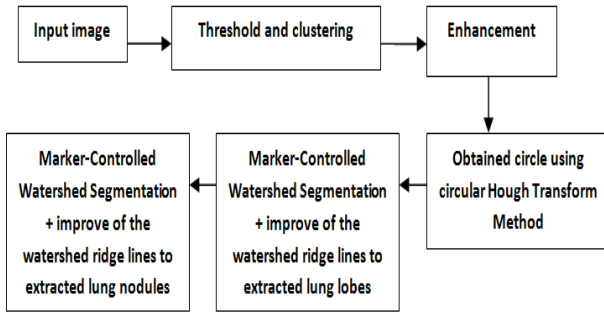 Input image
Threshold and clustering
Enhancement
Obtained circle using
circular Hough Transform
Method
Marker-Controlled
Watershed Segmentation
+ improve of the
watershed ridge lines to
extracted lung lobes
Marker-Controlled
Watershed Segmentation
+ improve of the
watershed ridge lines to
extracted lung nodules